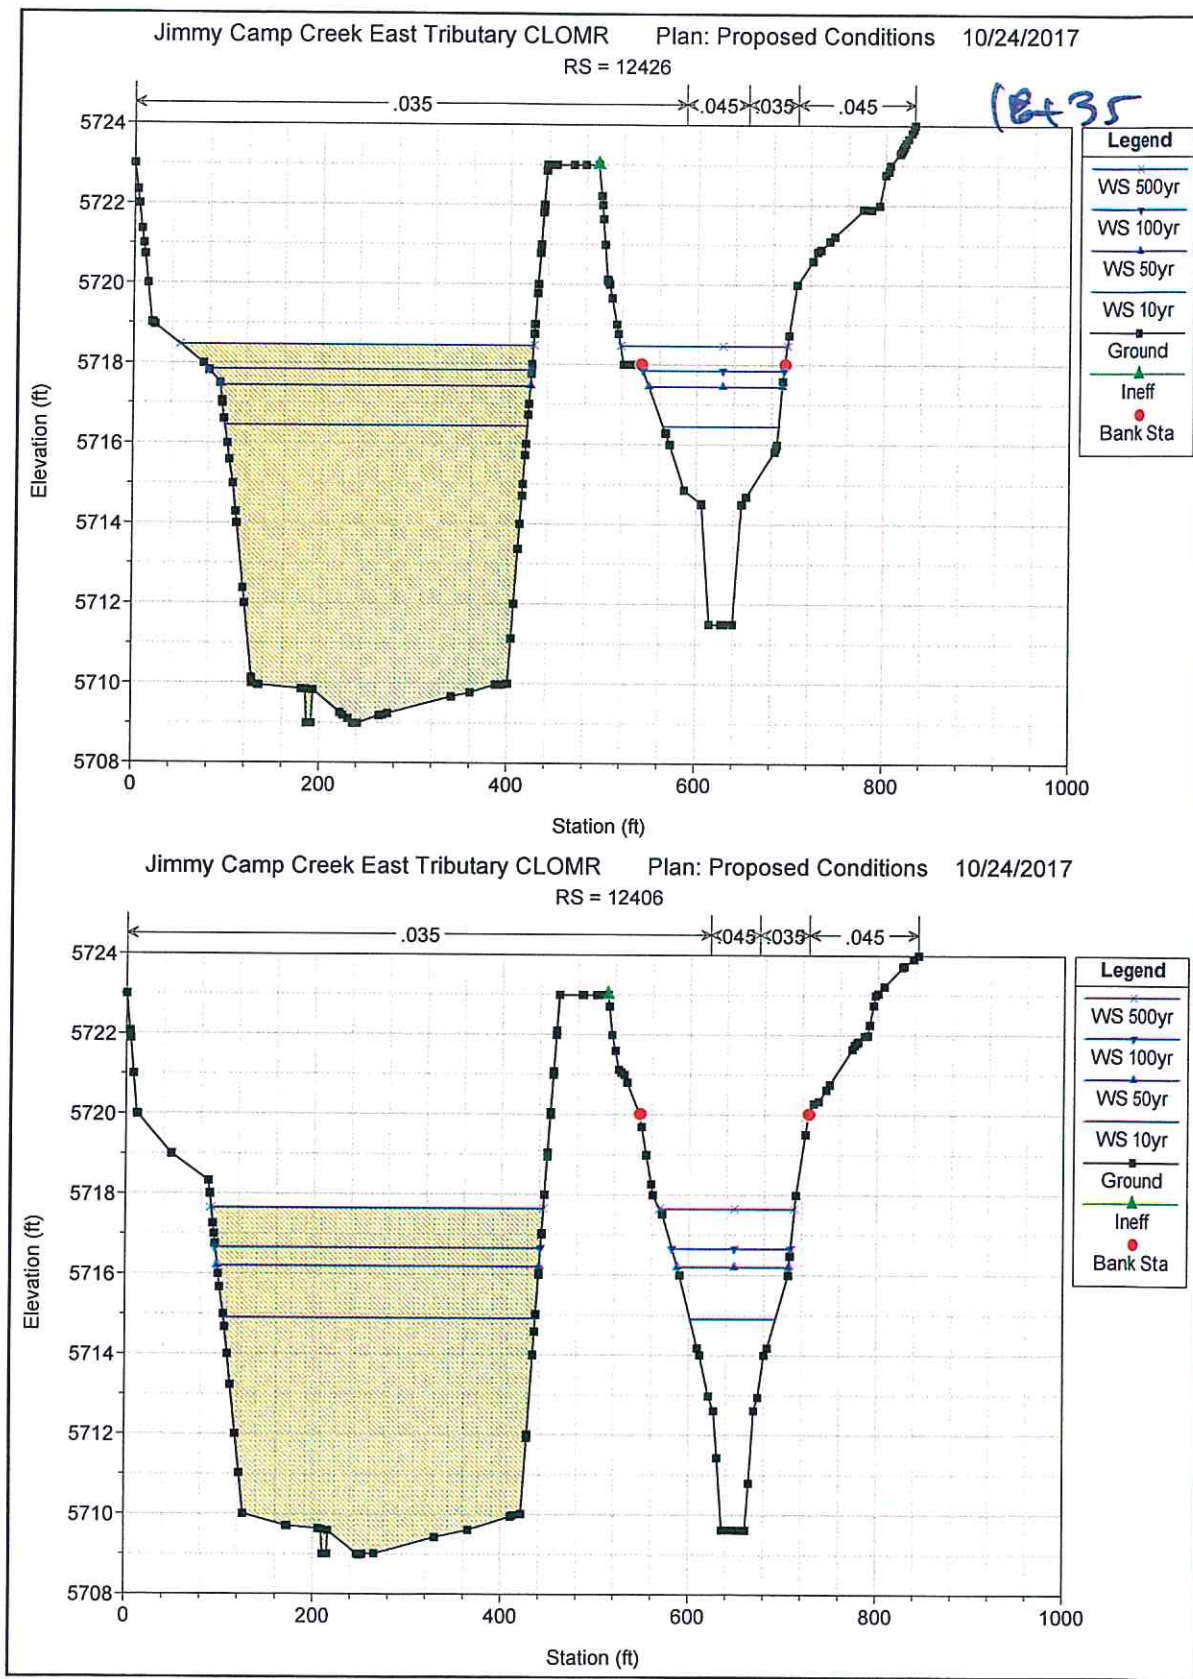 Jimmy Camp Creek East Tributary CLOMR Plan: Proposed Conditions 10/24/2017
RS = 12426
.035 .045 .035 .045
+35
Legend
WS 500yr
WS 100yr
WS 50yr
WS 10yr
Ground
Ineff
Bank Sta
Elevation (ft)
5724
5722
5720
5718
5716
5714
5712
5710
5708
0 200 400 600 800 1000
Station (ft)
Jimmy Camp Creek East Tributary CLOMR Plan: Proposed Conditions 10/24/2017
RS = 12406
.035 .045 .035 .045
Legend
WS 500yr
WS 100yr
WS 50yr
WS 10yr
Ground
Ineff
Bank Sta
Elevation (ft)
5724
5722
5720
5718
5716
5714
5712
5710
5708
0 200 400 600 800 1000
Station (ft)